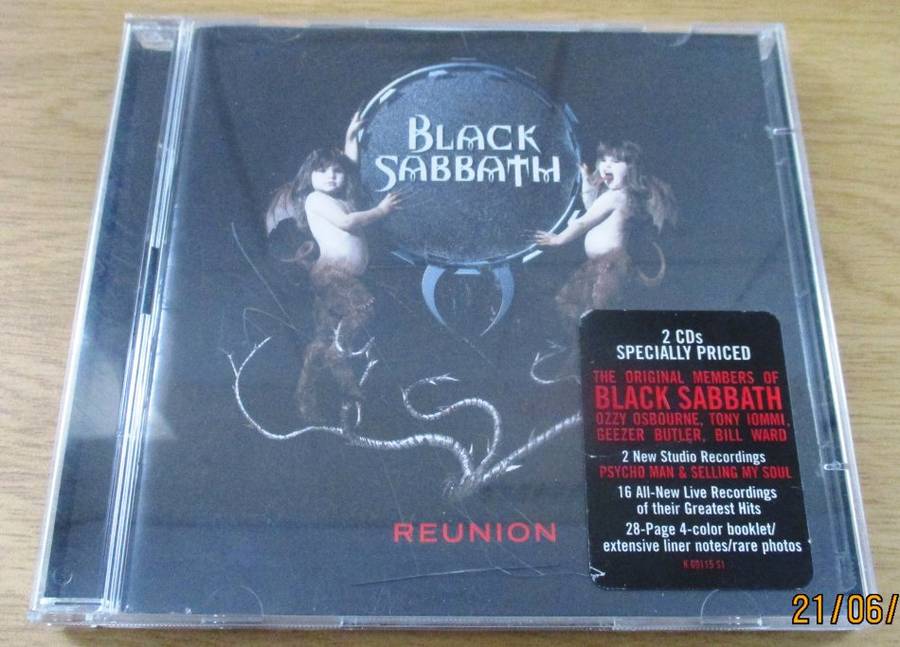 BLACK
SABBATH
2 CDs
SPECIALLY PRICED
THE ORIGINAL MEMBERS OF
BLACK SABBATH
OZZY OSBOURNE, TONY IOMMI,
GEEZER BUTLER, BILL WARD
2 New Studio Recordings
PSYCHO MAN & SELLING MY SOUL
16 All-New Live Recordings
of their Greatest Hits
28-Page 4-color booklet/
extensive liner notes/rare photos
K 69115 S1
REUNION
21/06/